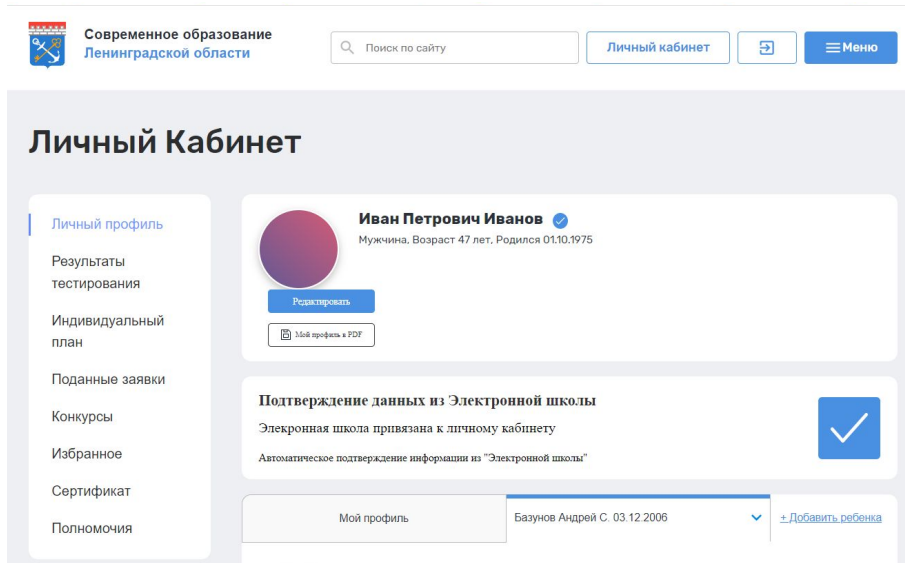 Современное образование
Ленинградской области
Поиск по сайту
Личный кабинет
Меню
Личный Кабинет
Личный профиль
Результаты
тестирования
Индивидуальный
план
Поданные заявки
Конкурсы
Избранное
Сертификат
Полномочия
Иван Петрович Иванов
Мужчина, Возраст 47 лет, Родился 01.10.1975
Редактировать
Мой профиль в PDF
Подтверждение данных из Электронной школы
Элекронная школа привязана к личному кабинету
Автоматическое подтверждение информации из "Электронной школы"
Мой профиль
Базунов Андрей С. 03.12.2006
+ Добавить ребенка